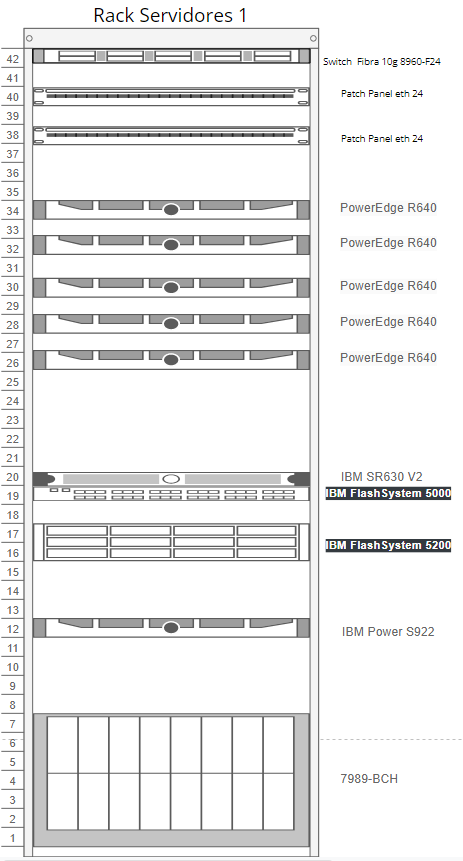 Rack Servidores 1
42 Switch Fibra 10g 8960-F24
41
40 Patch Panel eth 24
39
38 Patch Panel eth 24
37
36
35
34 PowerEdge R640
33
32 PowerEdge R640
31
30 PowerEdge R640
29
28 PowerEdge R640
27
26 PowerEdge R640
25
24
23
22
21
20 IBM SR630 V2
19 IBM FlashSystem 5000
18
17
16 IBM FlashSystem 5200
15
14
13
12 IBM Power S922
11
10
9
8
7
6
5
4 7989-BCH
3
2
1